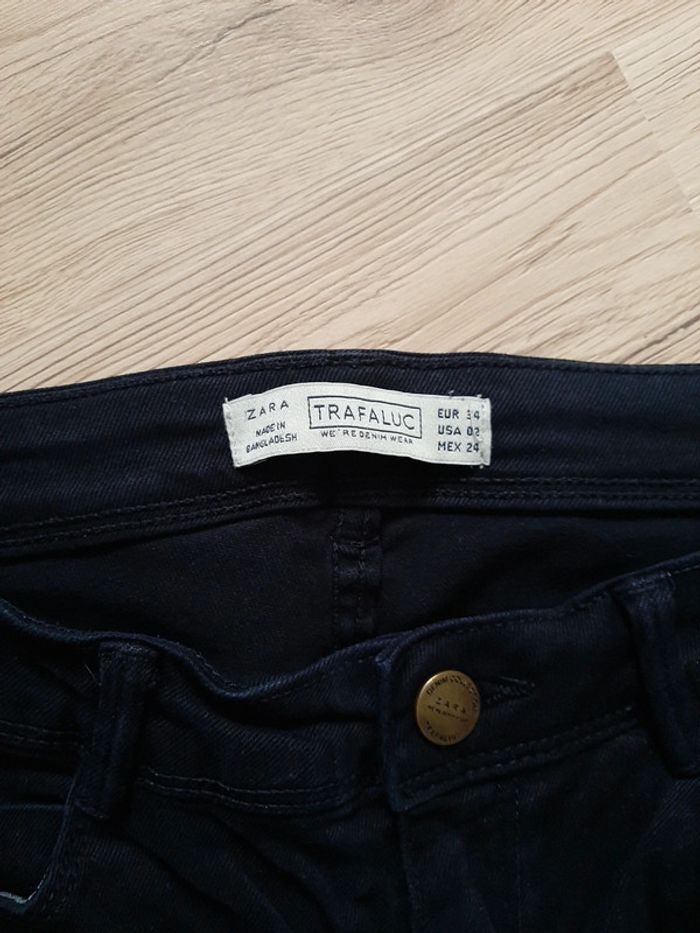 ZARA
MADE IN
BANGLADESH
TRAFALUC
WE'RE DENIM WEAR
EUR 34
USA 02
MEX 24
ZARA